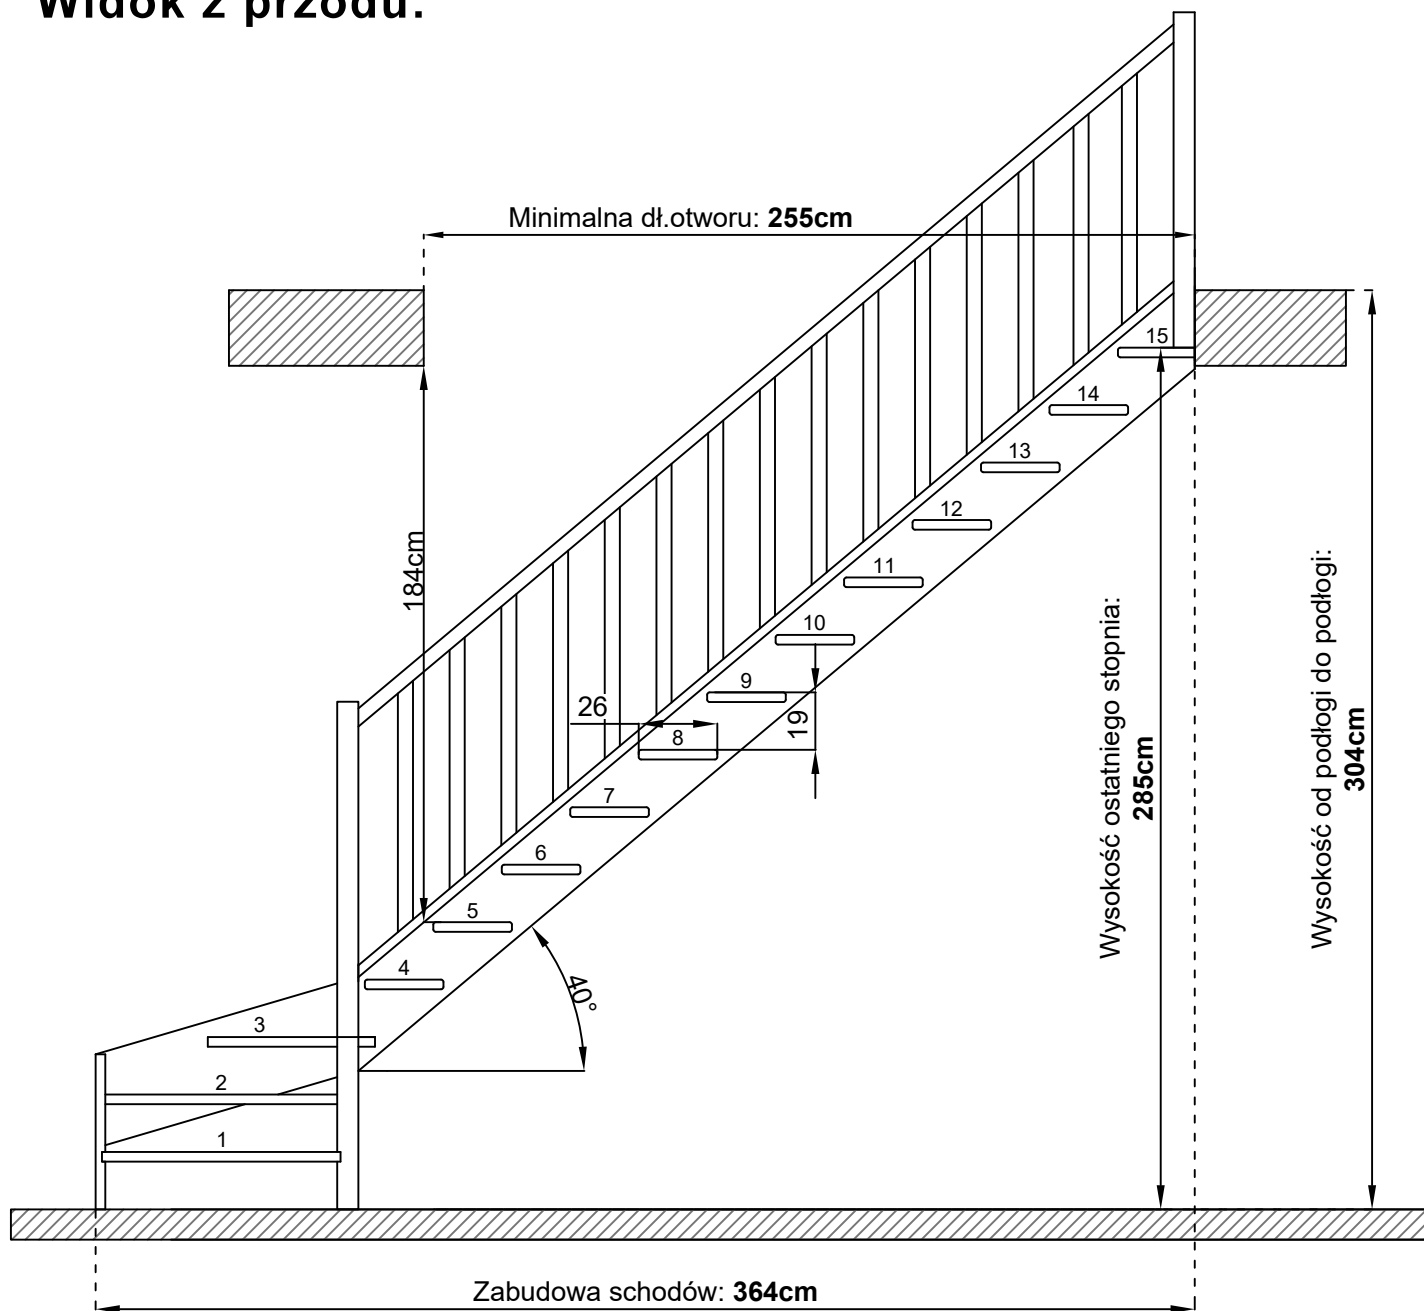 Widok z przodu:
Minimalna dł.otworu: 255cm
15
14
13
12
11
10
9
8
7
6
5
4
3
2
1
184cm
26
19
40°
Wysokość ostatniego stopnia:
285cm
Wysokość od podłogi do podłogi:
304cm
Zabudowa schodów: 364cm